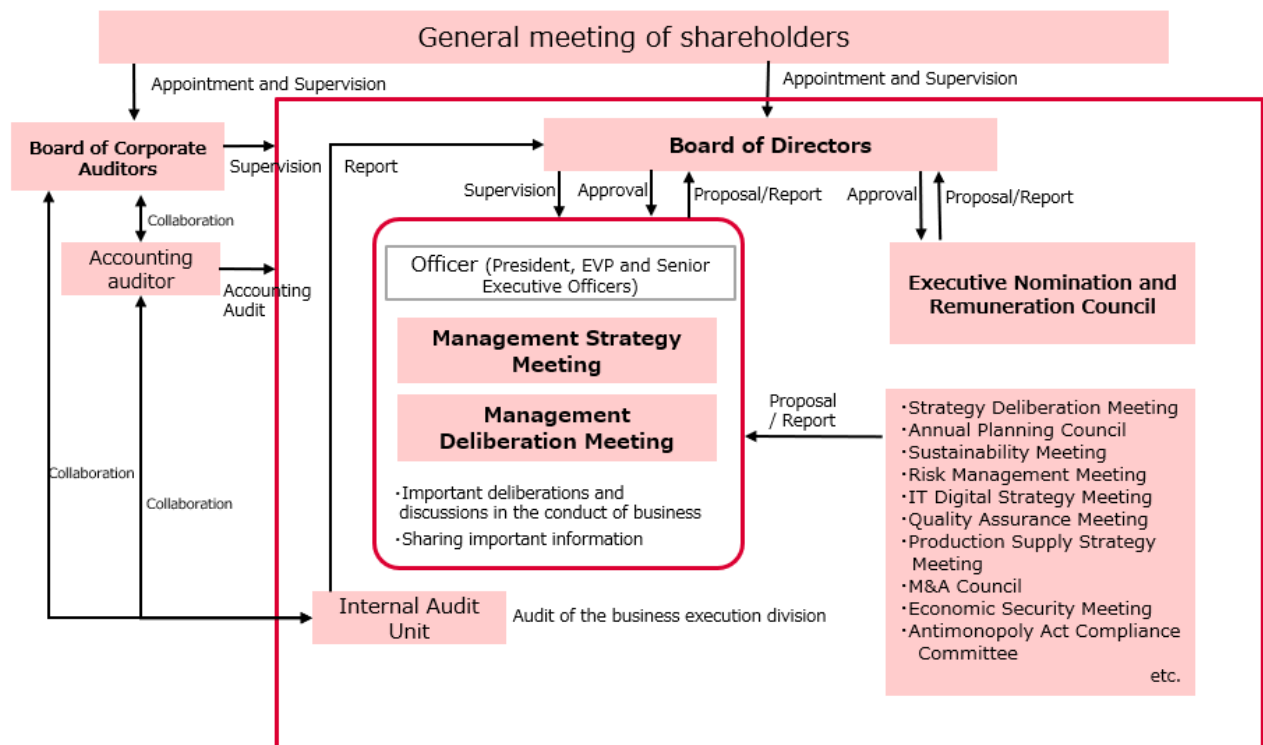 General meeting of shareholders
Appointment and Supervision
Appointment and Supervision
Board of Corporate
Auditors
Supervision
Report
Board of Directors
Supervision
Approval
Proposal/Report
Approval
Proposal/Report
Collaboration
Accounting
auditor
Accounting
Audit
Officer (President, EVP and Senior
Executive Officers)
Management Strategy
Meeting
Management
Deliberation Meeting
・Important deliberations and
discussions in the conduct of business
・Sharing important information
Executive Nomination and
Remuneration Council
Proposal
/ Report
・Strategy Deliberation Meeting
・Annual Planning Council
・Sustainability Meeting
・Risk Management Meeting
・IT Digital Strategy Meeting
・Quality Assurance Meeting
・Production Supply Strategy
Meeting
・M&A Council
・Economic Security Meeting
・Antimonopoly Act Compliance
Committee
etc.
Collaboration
Collaboration
Internal Audit
Unit
Audit of the business execution division